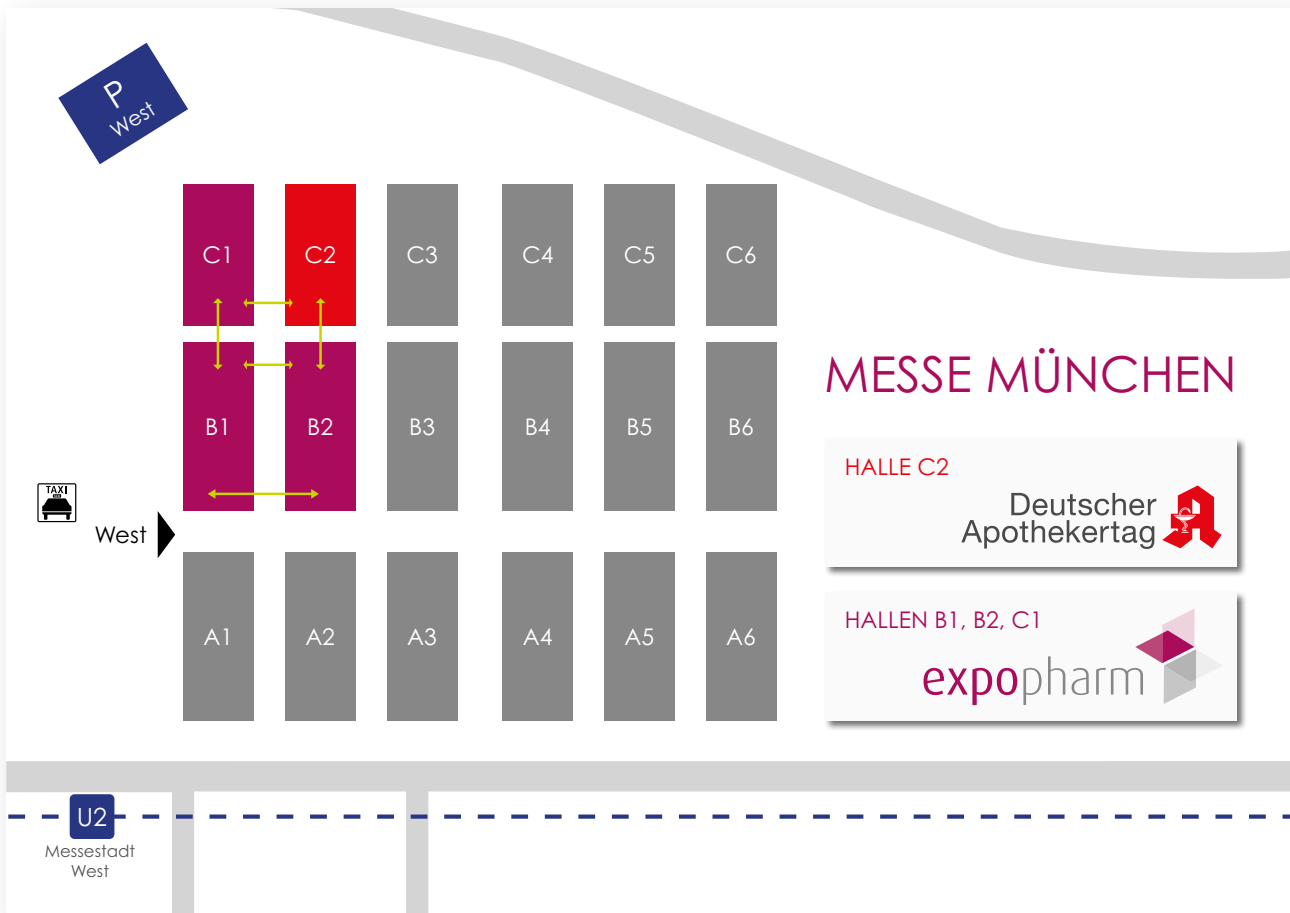 P
West
C1
C2
C3
C4
C5
C6
B1
B2
B3
B4
B5
B6
TAXI
West
A1
A2
A3
A4
A5
A6
MESSE MÜNCHEN
HALLE C2
Deutscher
Apothekertag
HALLEN B1, B2, C1
expopharm
U2
Messestadt
West